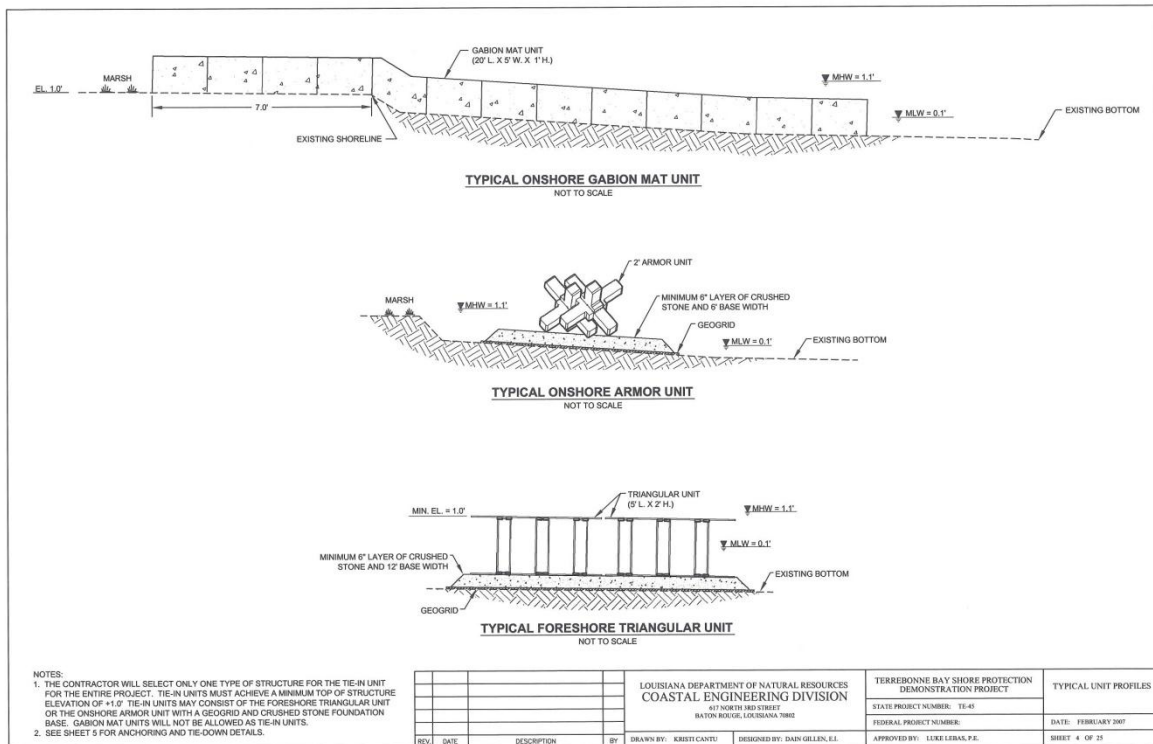 GABION MAT UNIT
(20' L. X 5' W. X 1' H.)
MARSH
EL. 1.0'
7.0'
MHW = 1.1'
MLW = 0.1'
EXISTING BOTTOM
EXISTING SHORELINE
TYPICAL ONSHORE GABION MAT UNIT
NOT TO SCALE
2' ARMOR UNIT
MARSH
MHW = 1.1'
MINIMUM 6" LAYER OF CRUSHED
STONE AND 6' BASE WIDTH
GEOGRID
MLW = 0.1'
EXISTING BOTTOM
TYPICAL ONSHORE ARMOR UNIT
NOT TO SCALE
TRIANGULAR UNIT
(5' L. X 2' H.)
MIN. EL. = 1.0'
MHW = 1.1'
MLW = 0.1'
MINIMUM 6" LAYER OF CRUSHED
STONE AND 12' BASE WIDTH
EXISTING BOTTOM
GEOGRID
TYPICAL FORESHORE TRIANGULAR UNIT
NOT TO SCALE
NOTES:
1. THE CONTRACTOR WILL SELECT ONLY ONE TYPE OF STRUCTURE FOR THE TIE-IN UNIT
FOR THE ENTIRE PROJECT. TIE-IN UNITS MUST ACHIEVE A MINIMUM TOP OF STRUCTURE
ELEVATION OF +1.0' TIE-IN UNITS MAY CONSIST OF THE FORESHORE TRIANGULAR UNIT
OR THE ONSHORE ARMOR UNIT WITH A GEOGRID AND CRUSHED STONE FOUNDATION
BASE. GABION MAT UNITS WILL NOT BE ALLOWED AS TIE-IN UNITS.
2. SEE SHEET 5 FOR ANCHORING AND TIE-DOWN DETAILS.
REV. DATE DESCRIPTION BY
LOUISIANA DEPARTMENT OF NATURAL RESOURCES
COASTAL ENGINEERING DIVISION
617 NORTH 3RD STREET
BATON ROUGE, LOUISIANA 70802
DRAWN BY: KRISTI CANTU DESIGNED BY: DAIN GILLEN, E.I.
TERREBONNE BAY SHORE PROTECTION
DEMONSTRATION PROJECT
STATE PROJECT NUMBER: TE-45
FEDERAL PROJECT NUMBER:
APPROVED BY: LUKE LEBAS, P.E.
TYPICAL UNIT PROFILES
DATE: FEBRUARY 2007
SHEET 4 OF 25